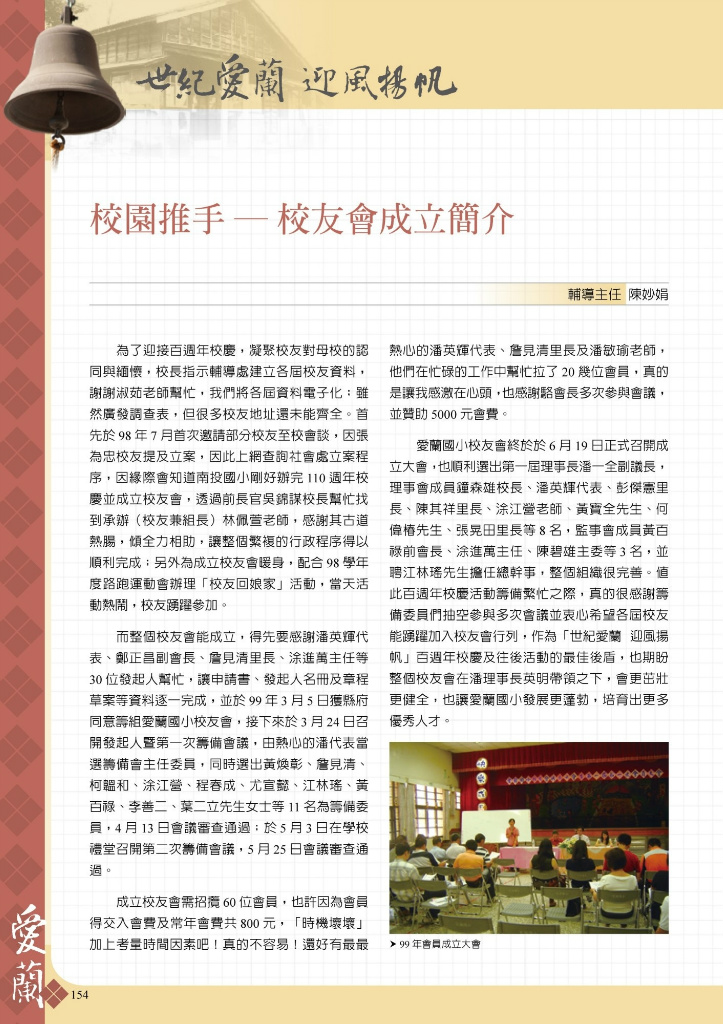 世紀愛蘭 迎風揚帆
校園推手 — 校友會成立簡介
輔導主任 陳妙娟
為了迎接百週年校慶，凝聚校友對母校的認
同與緬懷，校長指示輔導處建立各屆校友資料，
謝謝淑茹老師幫忙，我們將各屆資料電子化；雖
然廣發調查表，但很多校友地址還未能齊全。首
先於 98 年 7 月首次邀請部分校友至校會談，因張
為忠校友提及立案，因此上網查詢社會處立案程
序，因緣際會知道南投國小剛好辦完 110 週年校
慶並成立校友會，透過前長官吳錦謀校長幫忙找
到承辦（校友兼組長）林佩萱老師，感謝其古道
熱腸，傾全力相助，讓整個繁複的行政程序得以
順利完成；另外為成立校友會暖身，配合 98 學年
度路跑運動會辦理「校友回娘家」活動，當天活
動熱鬧，校友踴躍參加。
而整個校友會能成立，得先要感謝潘英輝代
表、鄭正昌副會長、詹見清里長、涂進萬主任等
30 位發起人幫忙，讓申請書、發起人名冊及章程
草案等資料逐一完成，並於 99 年 3 月 5 日獲縣府
同意籌組愛蘭國小校友會，接下來於 3 月 24 日召
開發起人暨第一次籌備會議，由熱心的潘代表當
選籌備會主任委員，同時選出黃煥彰、詹見清、
柯韞和、涂江營、程春成、尤宣懿、江林瑤、黃
百祿、李善二、葉二立先生女士等 11 名為籌備委
員，4 月 13 日會議審查通過；於 5 月 3 日在學校
禮堂召開第二次籌備會議，5 月 25 日會議審查通
過。
成立校友會需招攬 60 位會員，也許因為會員
得交入會費及常年會費共 800 元，「時機壞壞」
加上考量時間因素吧！真的不容易！還好有最最
熱心的潘英輝代表、詹見清里長及潘敏瑜老師，
他們在忙碌的工作中幫忙拉了 20 幾位會員，真的
是讓我感激在心頭，也感謝駱會長多次參與會議，
並贊助 5000 元會費。
愛蘭國小校友會終於於 6 月 19 日正式召開成
立大會，也順利選出第一屆理事長潘一全副議長，
理事會成員鐘森雄校長、潘英輝代表、彭傑憲里
長、陳其祥里長、涂江營老師、黃寶全先生、何
偉椿先生、張晃田里長等 8 名，監事會成員黃百
祿前會長、涂進萬主任、陳碧雄主委等 3 名，並
聘江林瑤先生擔任總幹事，整個組織很完善。值
此百週年校慶活動籌備繁忙之際，真的很感謝籌
備委員們抽空參與多次會議並衷心希望各屆校友
能踴躍加入校友會行列，作為「世紀愛蘭 迎風揚
帆」百週年校慶及往後活動的最佳後盾，也期盼
整個校友會在潘理事長英明帶領之下，會更茁壯
更健全，也讓愛蘭國小發展更蓬勃，培育出更多
優秀人才。
➤ 99 年會員成立大會
愛蘭
154